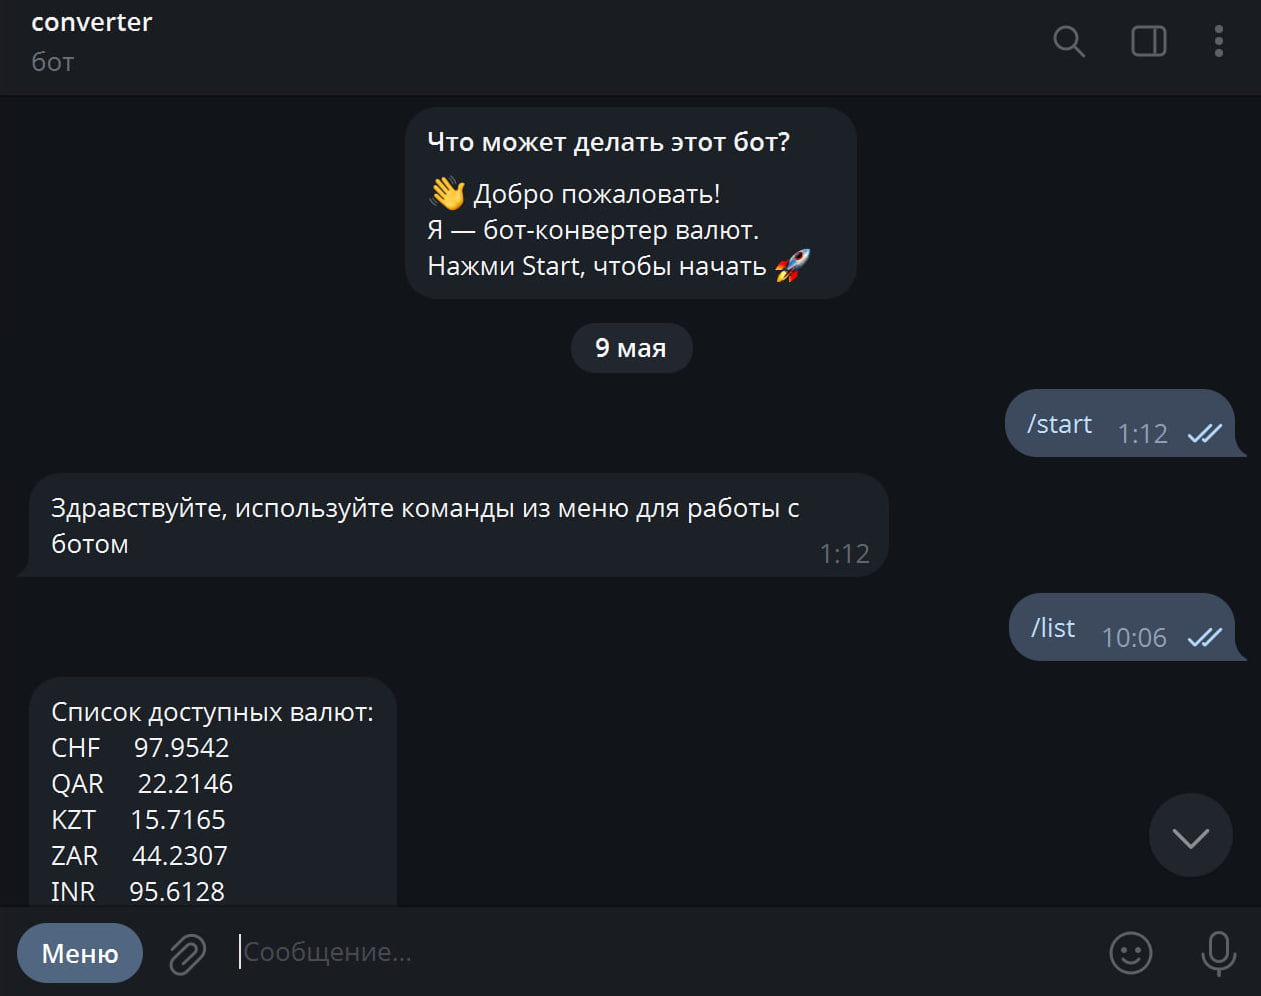 converter
бот
Что может делать этот бот?
👋 Добро пожаловать!
Я — бот-конвертер валют.
Нажми Start, чтобы начать 🚀
9 мая
/start 1:12
Здравствуйте, используйте команды из меню для работы с
ботом
1:12
/list 10:06
Список доступных валют:
CHF 97.9542
QAR 22.2146
KZT 15.7165
ZAR 44.2307
INR 95.6128
Меню
Сообщение...